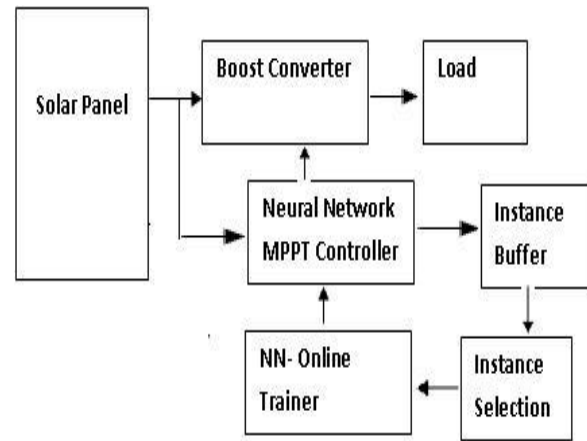 Solar Panel
Boost Converter
Load
Neural Network
MPPT Controller
Instance
Buffer
NN- Online
Trainer
Instance
Selection